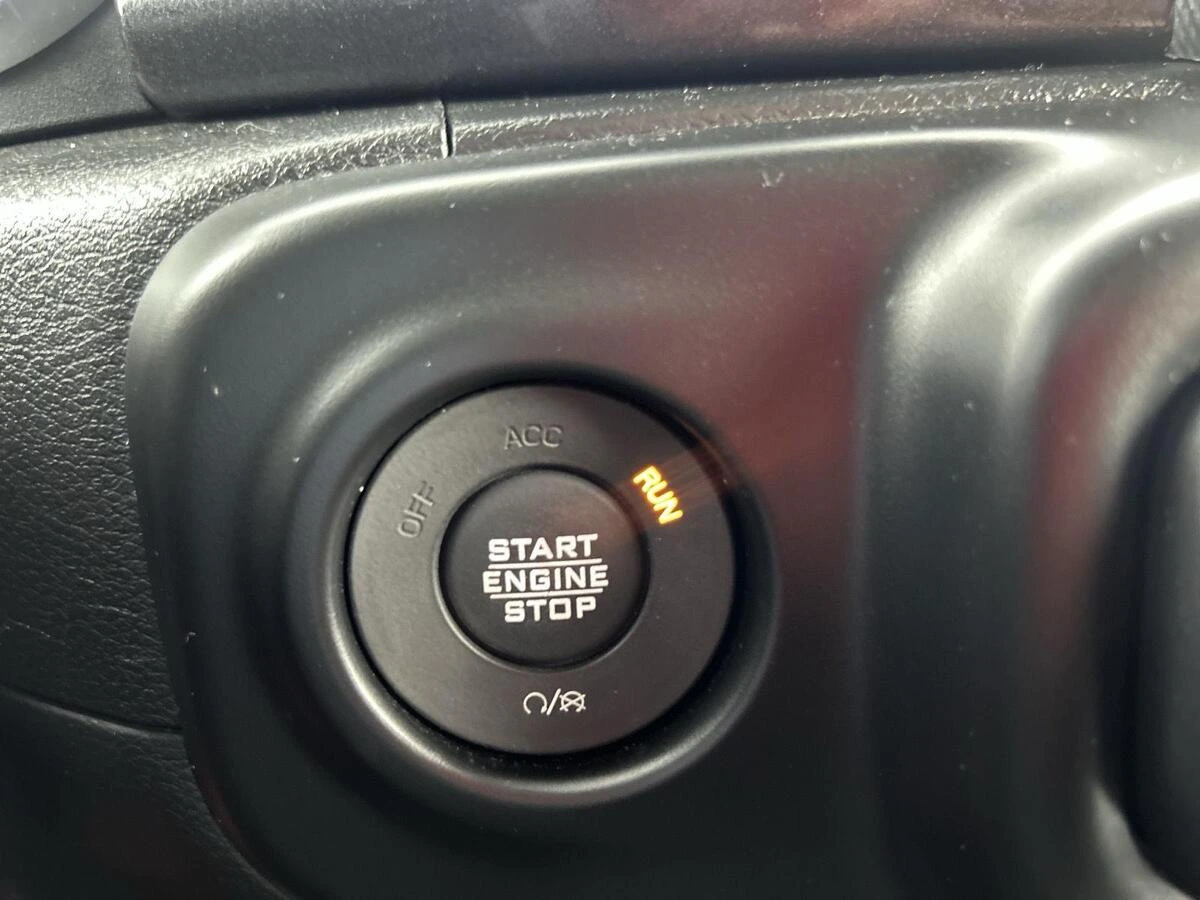 ACC
OFF
RUN
START
ENGINE
STOP